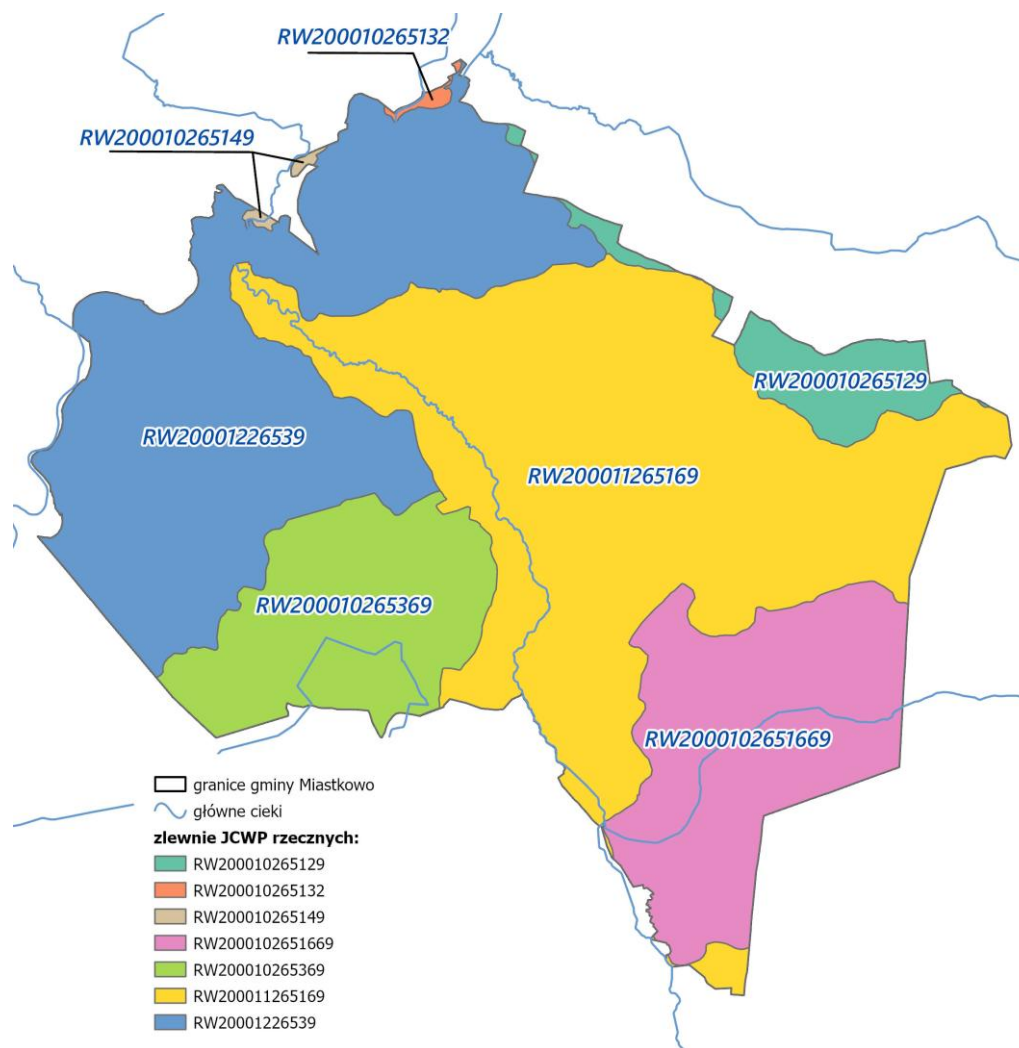 RW200010265132
RW200010265149
RW200010265129
RW20001226539
RW200011265169
RW200010265369
RW2000102651669
granice gminy Miastkowo
główne cieki
zlewnie JCWP rzecznych:
RW200010265129
RW200010265132
RW200010265149
RW2000102651669
RW200010265369
RW200011265169
RW20001226539